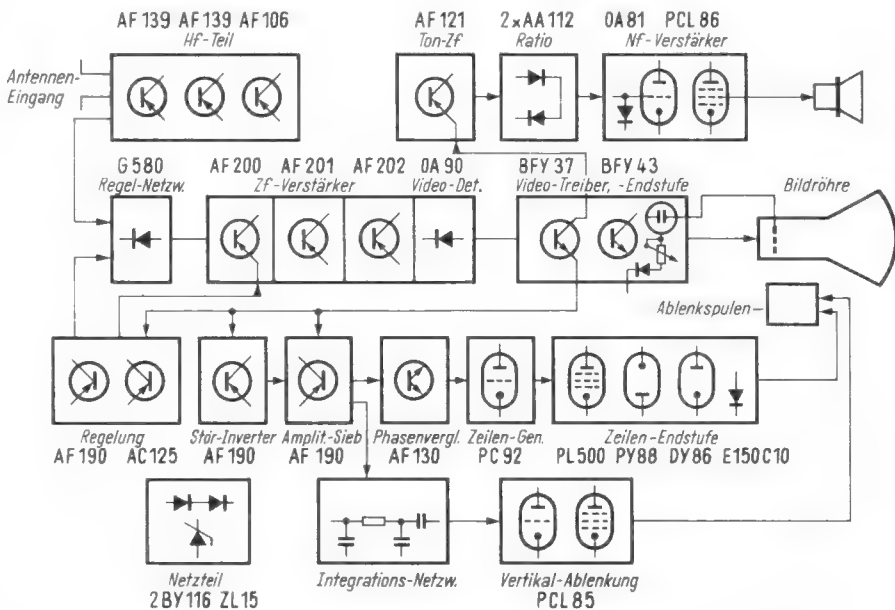 AF 139 AF 139 AF 106
Hf-Teil
Antennen-
Eingang
AF 121
Ton-Zf
2xAA 112
Ratio
OA 81 PCL 86
Nf-Verstärker
G 580
Regel-Netzw.
AF 200 AF 201 AF 202
Zf-Verstärker
OA 90
Video-Det.
BFY 37 BFY 43
Video-Treiber, -Endstufe
Bildröhre
Ablenkspulen
Regelung
AF 190 AC 125
Stör-Inverter
AF 190
Amplit.-Sieb
AF 190
Phasenvergl.
AF 130
Zeilen-Gen.
PC 92
Zeilen-Endstufe
PL 500 PY 88 DY 86 E 150 C 10
Netzteil
2 BY 116 ZL 15
Integrations-Netzw.
Vertikal-Ablenkung
PCL 85